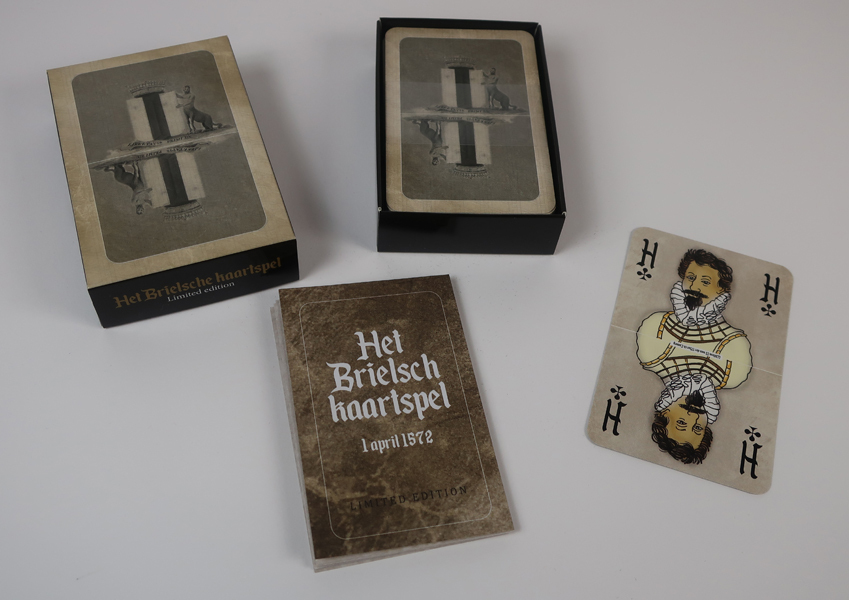 Het Brielsche kaartspel
Limited edition
Het
Brielsch
kaartspel
1 april 1572
LIMITED EDITION
H
H
H
H